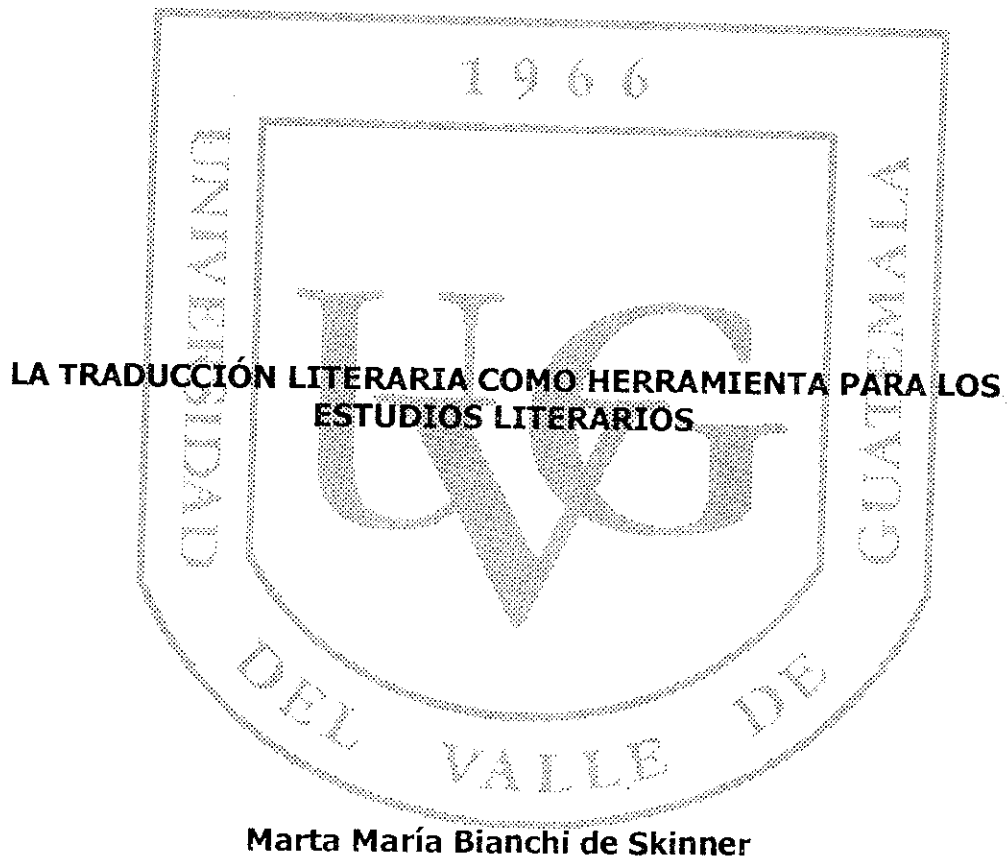 1966
UNIVERSIDAD
DEL VALLE DE
GUATEMALA
UVG
LA TRADUCCIÓN LITERARIA COMO HERRAMIENTA PARA LOS
ESTUDIOS LITERARIOS
Marta María Bianchi de Skinner